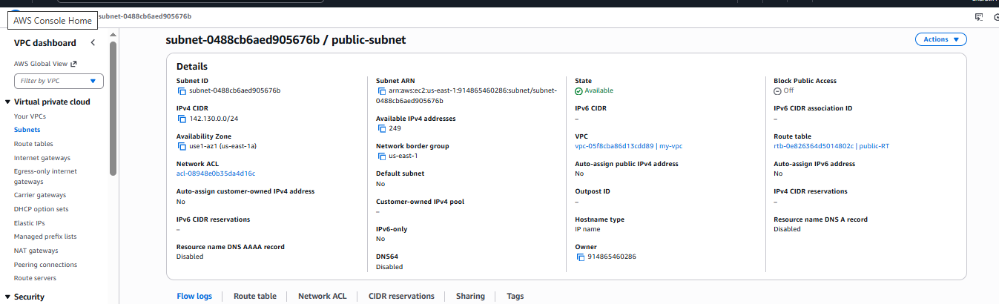 AWS Console Home
subnet-0488cb6aed905676b
VPC dashboard
AWS Global View
Filter by VPC
Virtual private cloud
Your VPCs
Subnets
Route tables
Internet gateways
Egress-only internet
gateways
Carrier gateways
DHCP option sets
Elastic IPs
Managed prefix lists
NAT gateways
Peering connections
Route servers
Security
subnet-0488cb6aed905676b / public-subnet
Actions
Details
Subnet ID
subnet-0488cb6aed905676b
IPv4 CIDR
142.130.0.0/24
Availability Zone
use1-az1 (us-east-1a)
Network ACL
acl-08948e0b35da4d16c
Auto-assign customer-owned IPv4 address
No
IPv6 CIDR reservations
–
Resource name DNS AAAA record
Disabled
Subnet ARN
arn:aws:ec2:us-east-1:914865460286:subnet/subnet-
0488cb6aed905676b
Available IPv4 addresses
249
Network border group
us-east-1
Default subnet
No
Customer-owned IPv4 pool
–
IPv6-only
No
DNS64
Disabled
State
Available
IPv6 CIDR
–
VPC
vpc-05f8cba86d13cdd89 | my-vpc
Auto-assign public IPv4 address
No
Outpost ID
–
Hostname type
IP name
Owner
914865460286
Block Public Access
Off
IPv6 CIDR association ID
–
Route table
rtb-0e826364d5014802c | public-RT
Auto-assign IPv6 address
No
IPv4 CIDR reservations
–
Resource name DNS A record
Disabled
Flow logs
Route table
Network ACL
CIDR reservations
Sharing
Tags